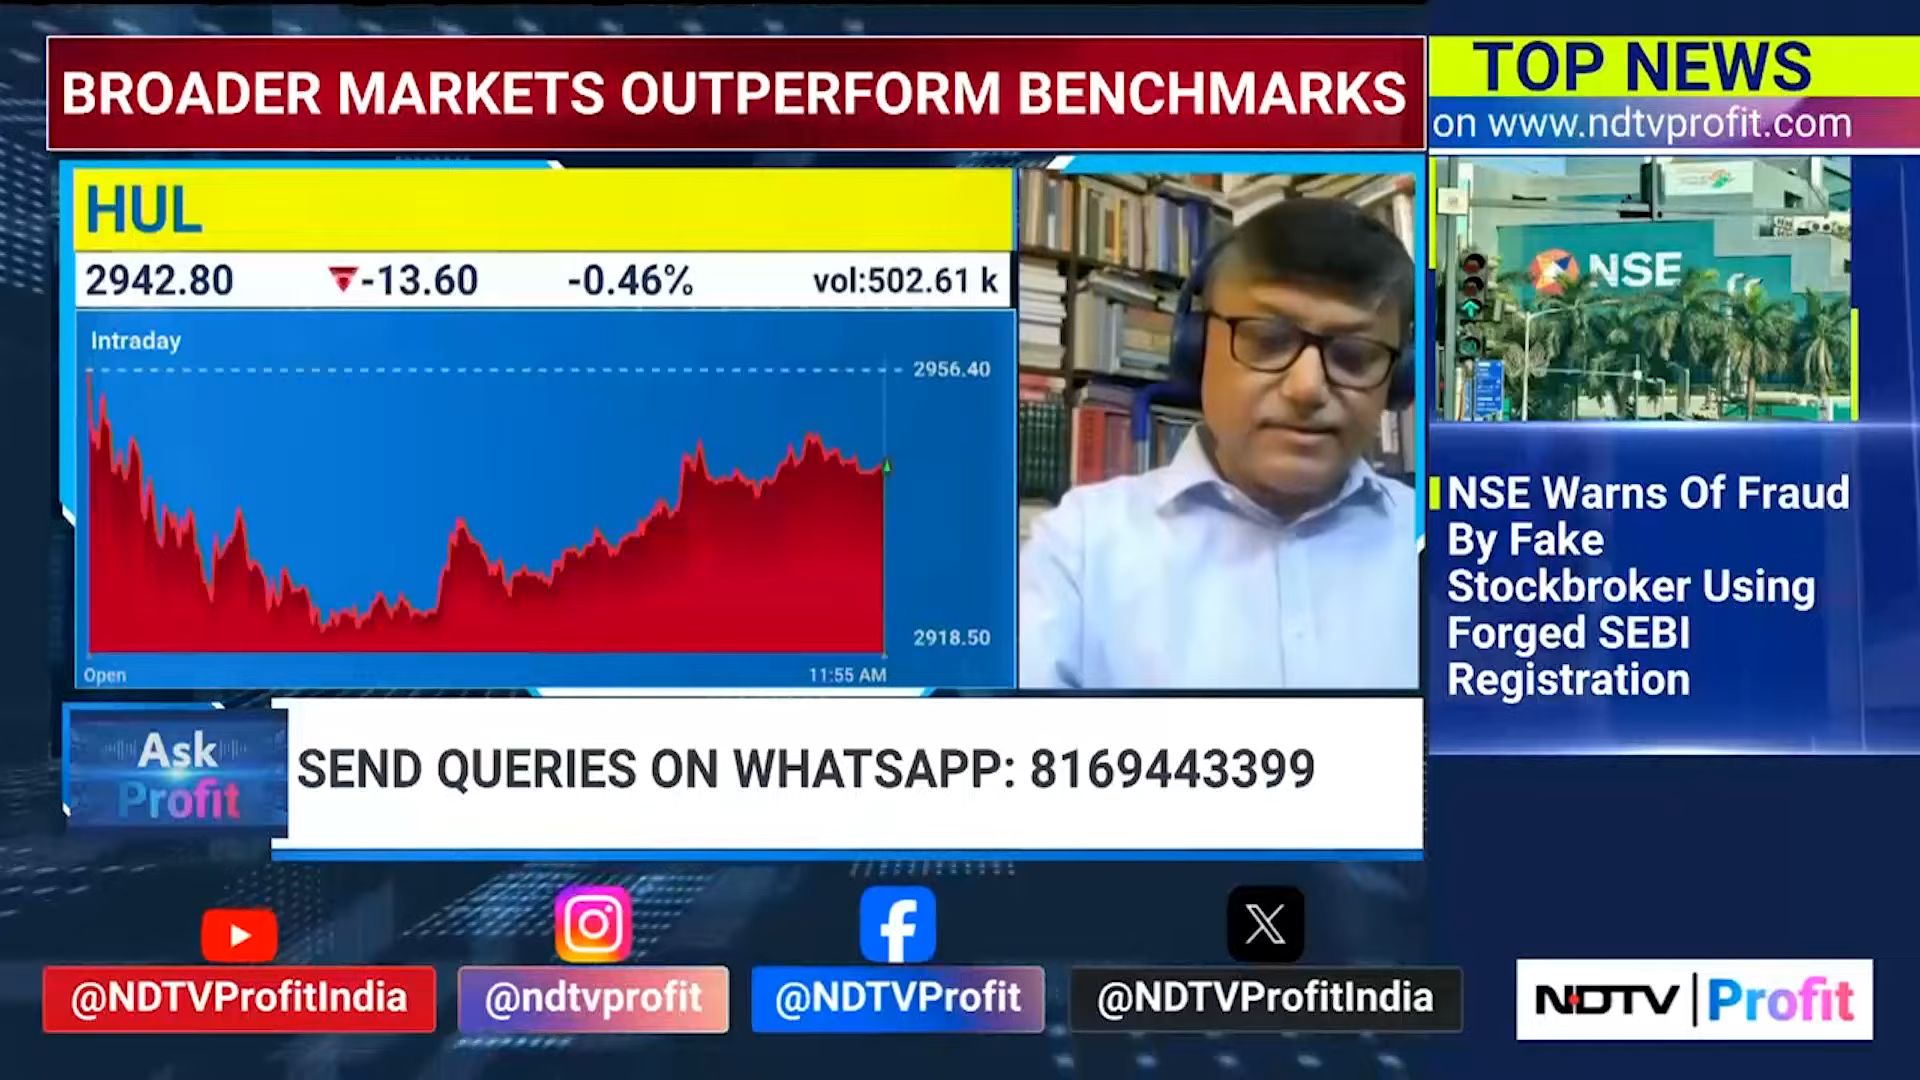 BROADER MARKETS OUTPERFORM BENCHMARKS
TOP NEWS
on www.ndtvprofit.com
HUL
2942.80 ▼-13.60 -0.46% vol:502.61 k
Intraday
2956.40
2918.50
Open 11:55 AM
NSE
NSE Warns Of Fraud
By Fake
Stockbroker Using
Forged SEBI
Registration
Ask
Profit
SEND QUERIES ON WHATSAPP: 8169443399
@NDTVProfitIndia
@ndtvprofit
@NDTVProfit
@NDTVProfitIndia
NDTV | Profit